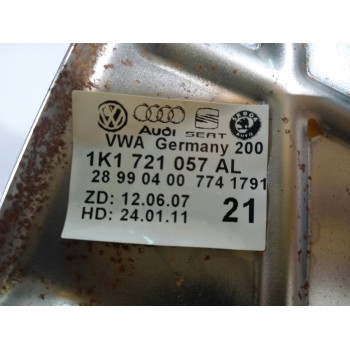 Audi SEAT SKODA
VWA Germany 200
1K1 721 057 AL
28 99 04 00 774 1791
ZD: 12.06.07
HD: 24.01.11 21